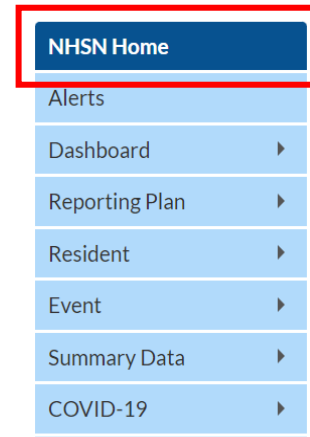 NHSN Home
Alerts
Dashboard
Reporting Plan
Resident
Event
Summary Data
COVID-19